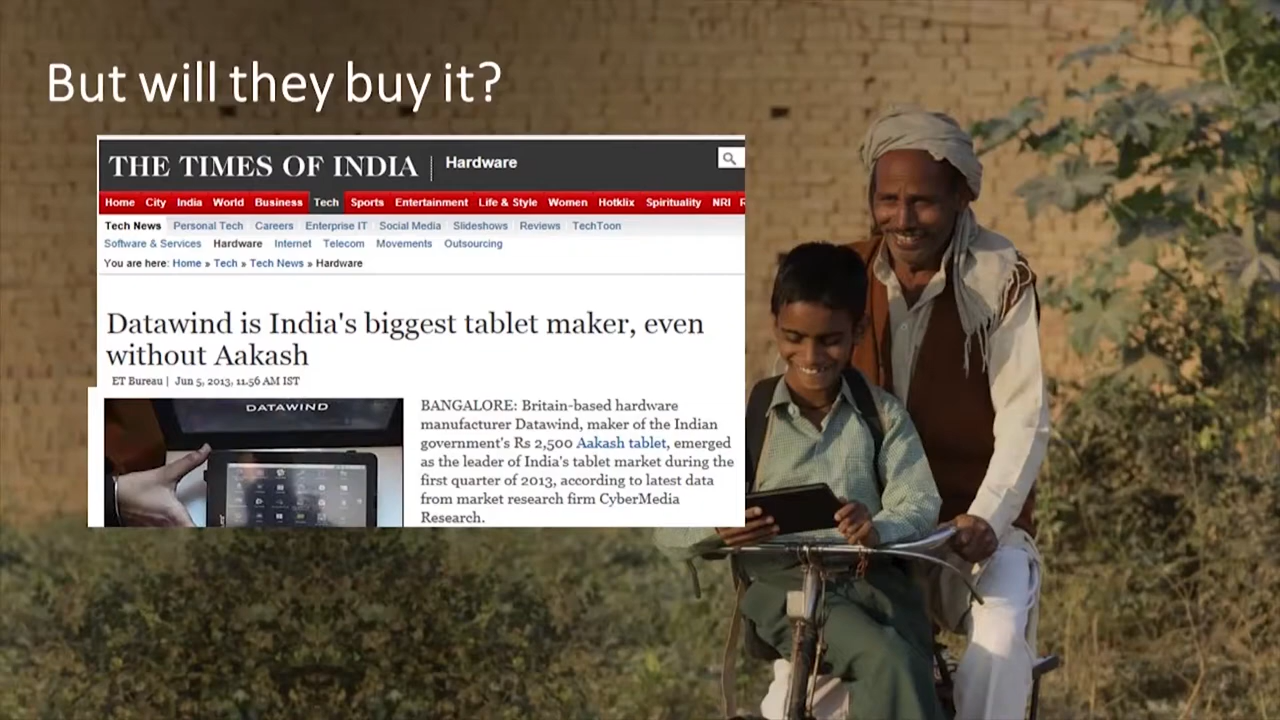 But will they buy it?
THE TIMES OF INDIA | Hardware
Home City India World Business Tech Sports Entertainment Life & Style Women Hotklix Spirituality NRI
Tech News Personal Tech Careers Enterprise IT Social Media Slideshows Reviews TechToon
Software & Services Hardware Internet Telecom Movements Outsourcing
You are here: Home » Tech » Tech News » Hardware
Datawind is India's biggest tablet maker, even
without Aakash
ET Bureau | Jun 5, 2013, 11.56 AM IST
DATAWIND
BANGALORE: Britain-based hardware
manufacturer Datawind, maker of the Indian
government's Rs 2,500 Aakash tablet, emerged
as the leader of India's tablet market during the
first quarter of 2013, according to latest data
from market research firm CyberMedia
Research.